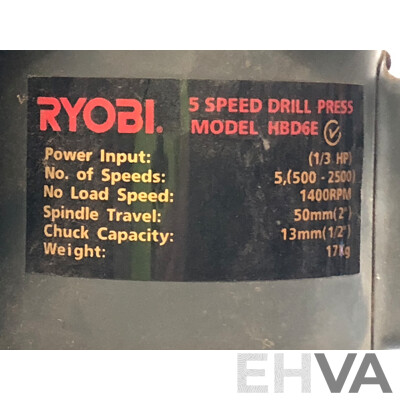 RYOBI. 5 SPEED DRILL PRESS
MODEL HBD6E
Power Input: (1/3 HP)
No. of Speeds: 5,(500 - 2500)
No Load Speed: 1400RPM
Spindle Travel: 50mm(2")
Chuck Capacity: 13mm(1/2")
Weight: 17Kg
EHVA